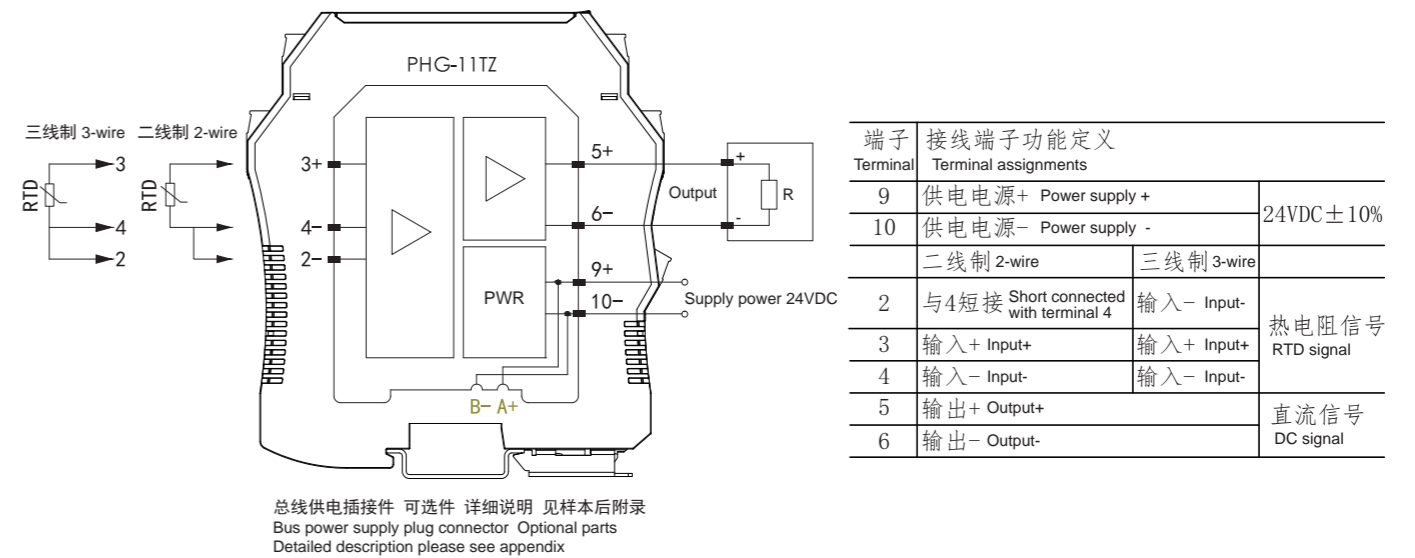 PHG-11TZ
三线制 3-wire 二线制 2-wire
RTD
3
4
2
RTD
3+
4−
2−
5+
6−
PWR
9+
10−
B− A+
Output
+
-
R
Supply power 24VDC
总线供电插接件 可选件 详细说明 见样本后附录
Bus power supply plug connector Optional parts
Detailed description please see appendix
端子 接线端子功能定义
Terminal Terminal assignments
9 供电电源+ Power supply +
24VDC±10%
10 供电电源− Power supply -
二线制 2-wire 三线制 3-wire
2 与4短接 Short connected with terminal 4 输入− Input-
3 输入+ Input+ 输入+ Input+
热电阻信号
RTD signal
4 输入− Input- 输入− Input-
5 输出+ Output+
直流信号
DC signal
6 输出− Output-